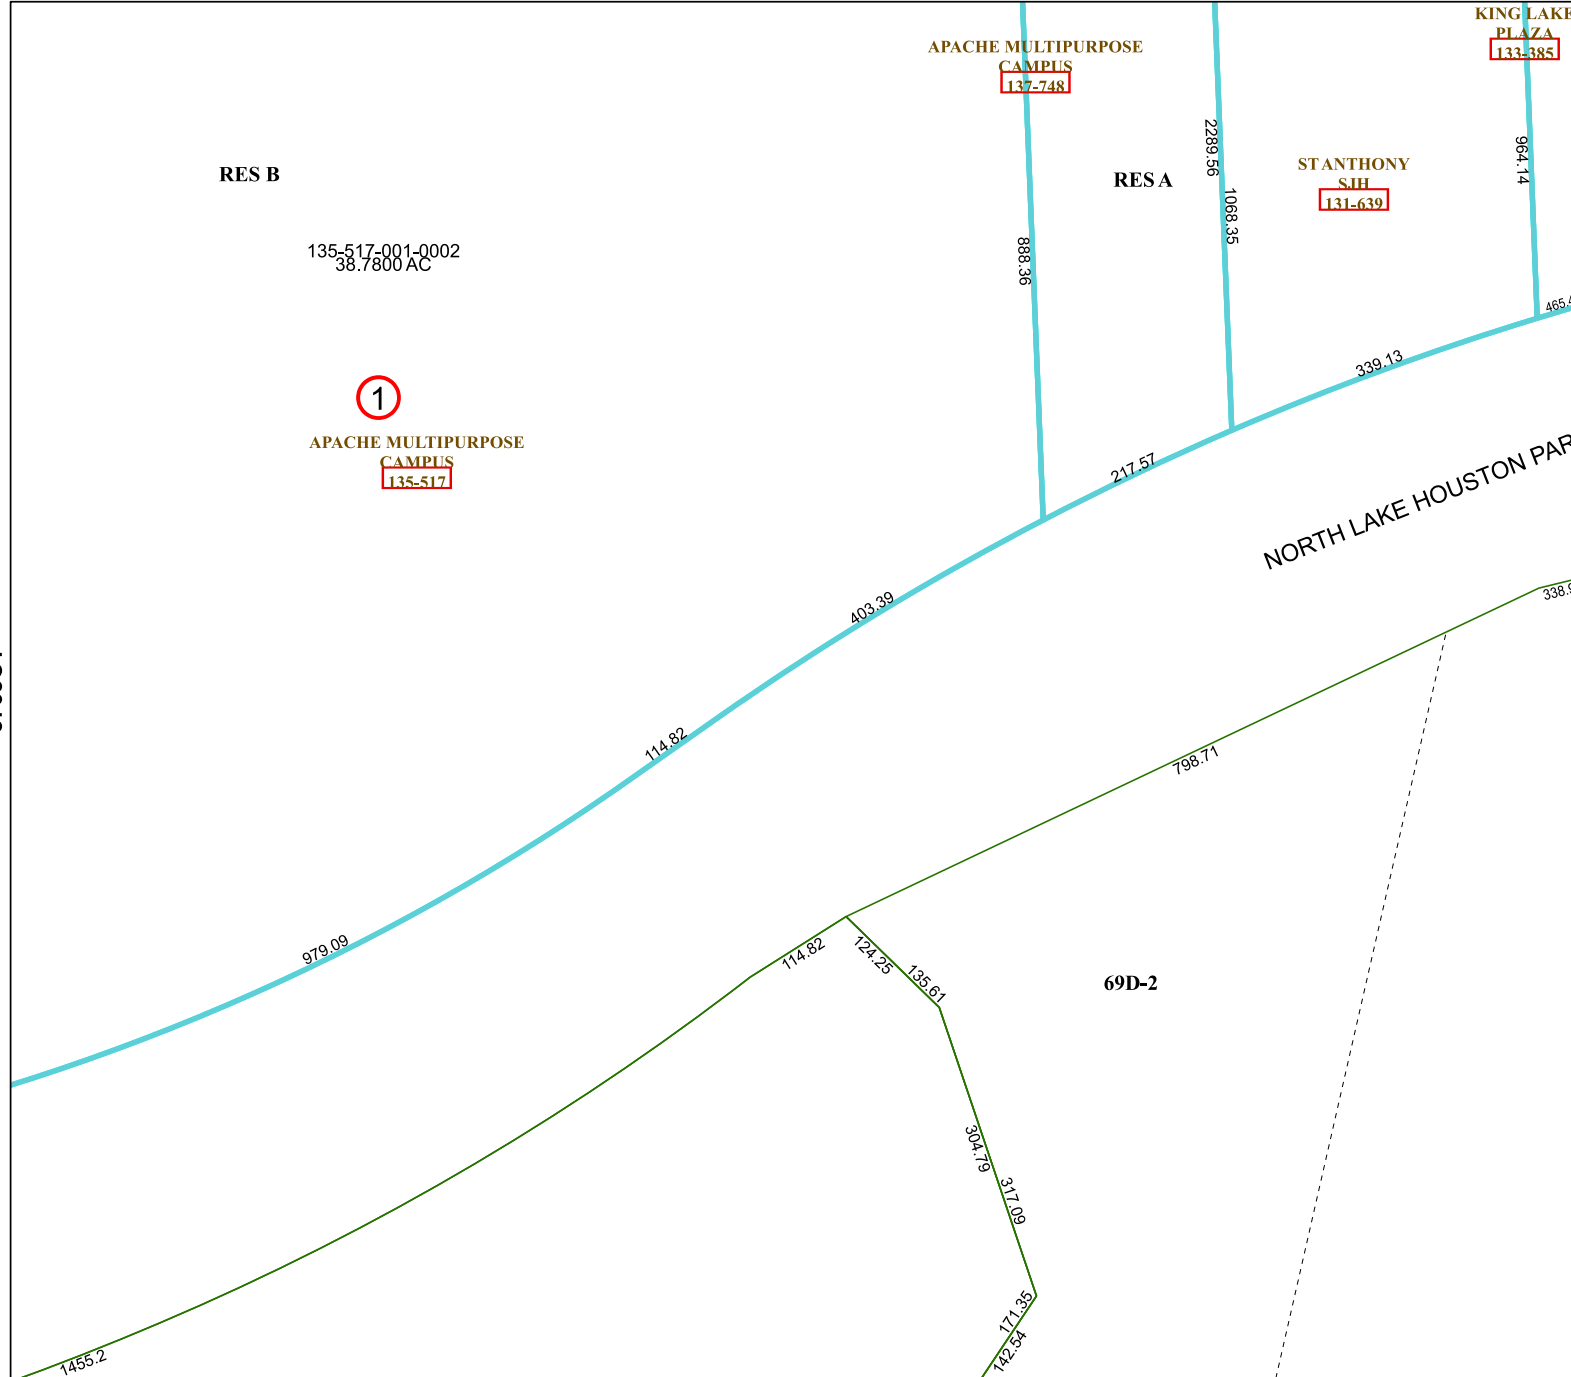 KING LAKE
PLAZA
133-385
APACHE MULTIPURPOSE
CAMPUS
137-748
RES B
RES A
ST ANTHONY
SJH
131-639
2289.56
1068.35
964.14
888.36
135-517-001-0002
38.7800 AC
465.4
339.13
1
APACHE MULTIPURPOSE
CAMPUS
135-517
217.57
NORTH LAKE HOUSTON PAR
403.39
338.9
114.82
798.71
979.09
114.82
124.25
135.61
69D-2
304.79
317.09
171.35
142.54
1455.2